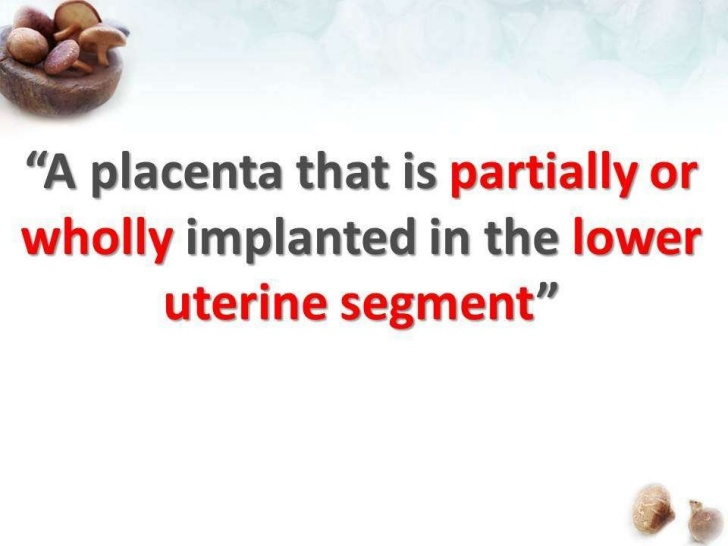 “A placenta that is partially or
wholly implanted in the lower
uterine segment”